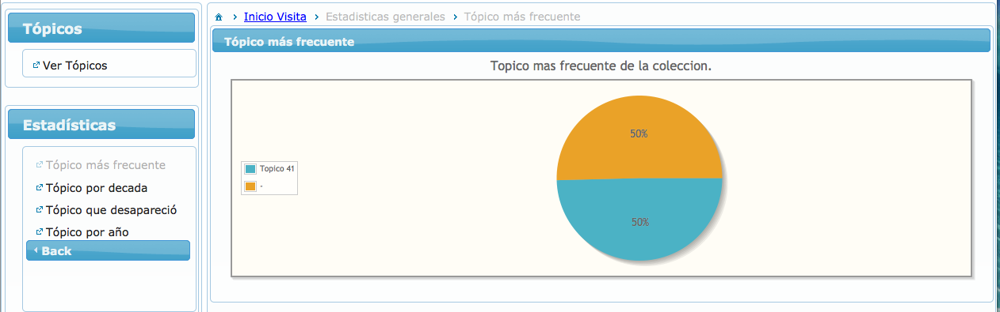 Tópicos
Ver Tópicos
Estadísticas
Tópico más frecuente
Tópico por decada
Tópico que desapareció
Tópico por año
Back
Inicio Visita Estadisticas generales Tópico más frecuente
Tópico más frecuente
Topico mas frecuente de la coleccion.
Topico 41
-
50%
50%